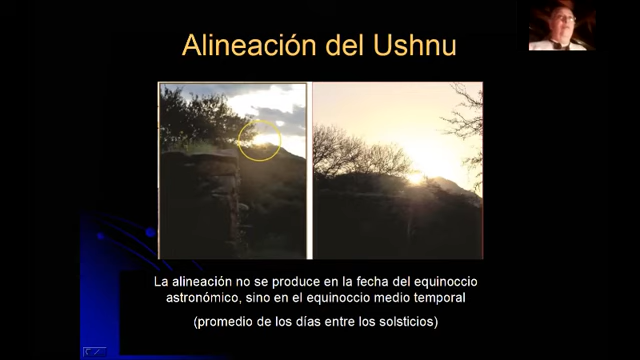 Alineación del Ushnu
La alineación no se produce en la fecha del equinoccio
astronómico, sino en el equinoccio medio temporal
(promedio de los días entre los solsticios)